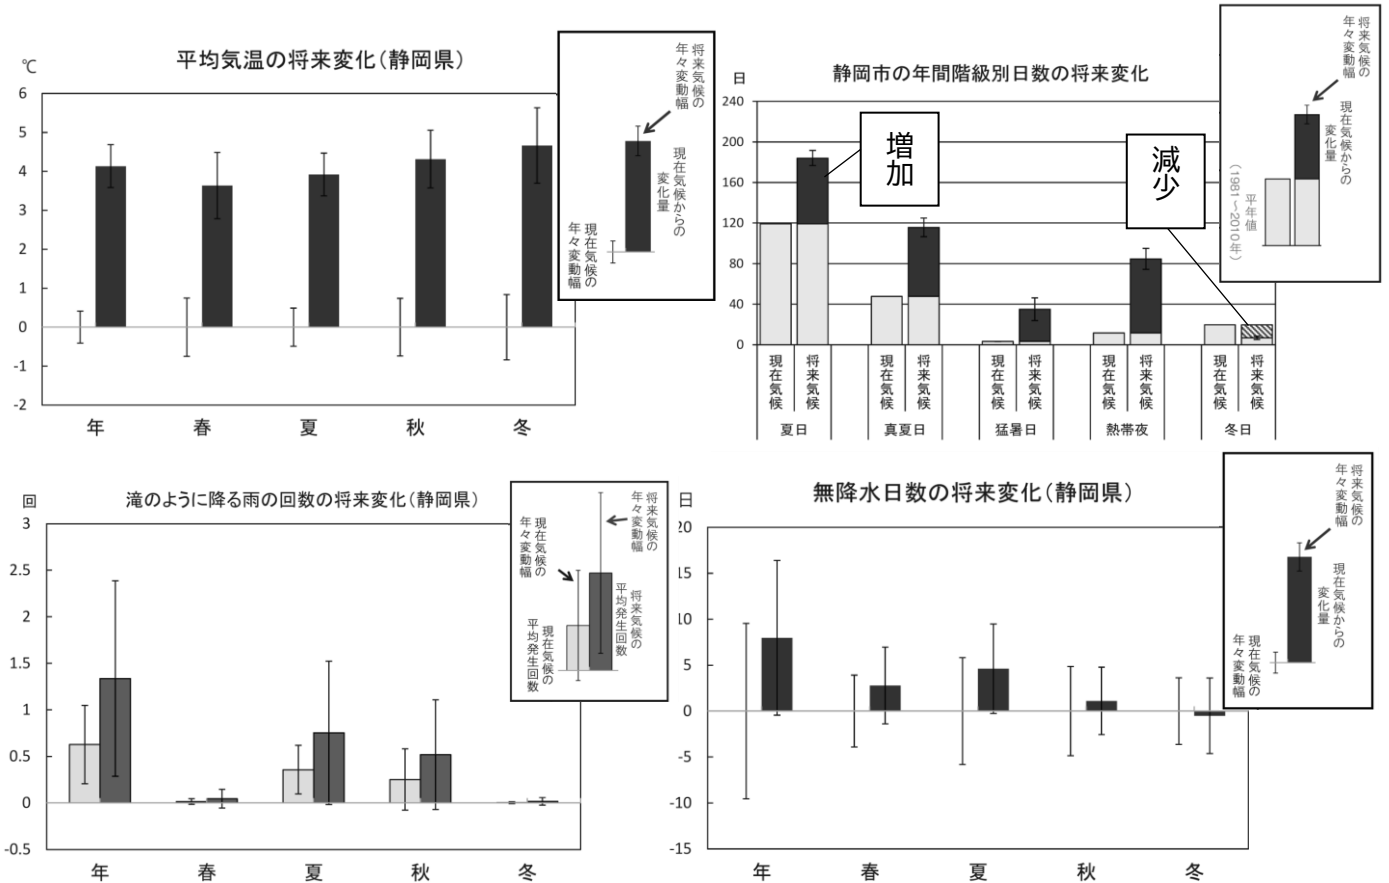 平均気温の将来変化(静岡県)
℃
6
5
4
3
2
1
0
-1
-2
年
春
夏
秋
冬
将来気候の
年々変動幅
現在気候からの
変化量
現在気候の
年々変動幅
静岡市の年間階級別日数の将来変化
日
240
200
160
120
80
40
0
増加
減少
現在気候
将来気候
現在気候
将来気候
現在気候
将来気候
現在気候
将来気候
現在気候
将来気候
夏日
真夏日
猛暑日
熱帯夜
冬日
将来気候の
年々変動幅
現在気候からの
変化量
平年値
(1981~2010年)
滝のように降る雨の回数の将来変化(静岡県)
回
3
2.5
2
1.5
1
0.5
0
-0.5
年
春
夏
秋
冬
将来気候の
年々変動幅
現在気候の
年々変動幅
将来気候の
平均発生回数
現在気候の
平均発生回数
無降水日数の将来変化(静岡県)
日
20
15
10
5
0
-5
-10
-15
年
春
夏
秋
冬
将来気候の
年々変動幅
現在気候からの
変化量
現在気候の
年々変動幅